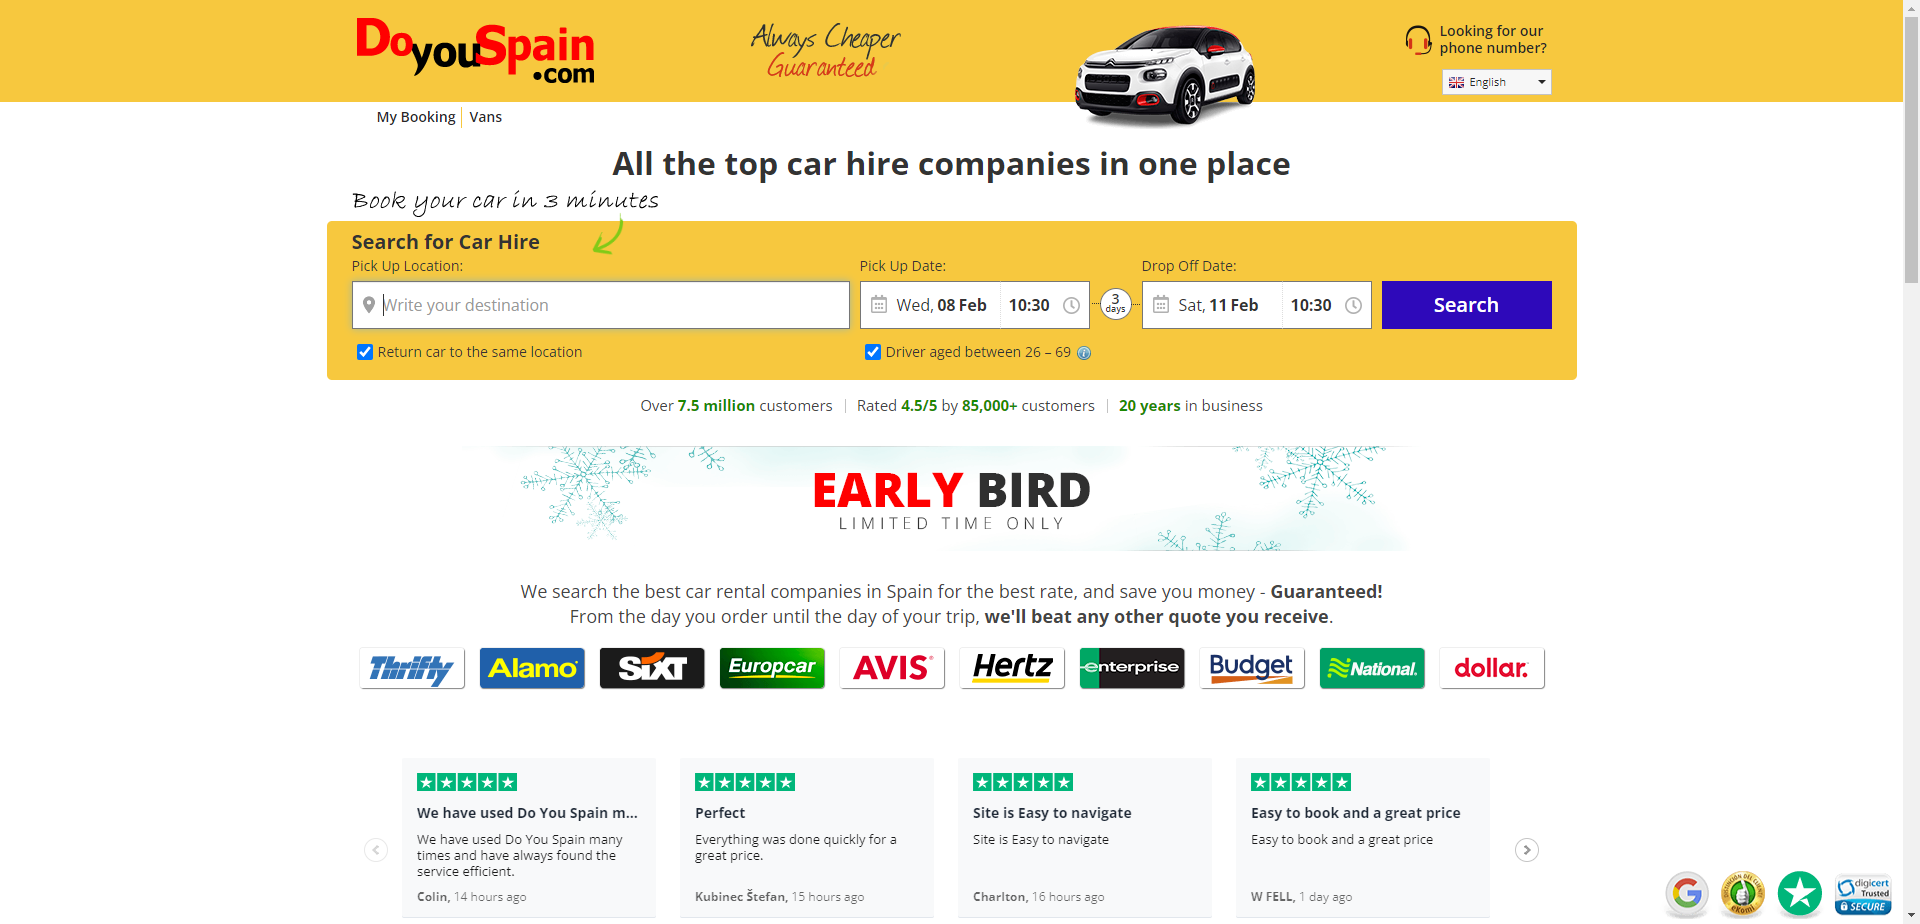 DoyouSpain
.com
Always Cheaper
Guaranteed
Looking for our
phone number?
English
My Booking
Vans
All the top car hire companies in one place
Book your car in 3 minutes
Search for Car Hire
Pick Up Location:
Pick Up Date:
Drop Off Date:
Write your destination
Wed, 08 Feb
10:30
3
days
Sat, 11 Feb
10:30
Search
Return car to the same location
Driver aged between 26 – 69
Over 7.5 million customers
Rated 4.5/5 by 85,000+ customers
20 years in business
EARLY BIRD
LIMITED TIME ONLY
We search the best car rental companies in Spain for the best rate, and save you money - Guaranteed!
From the day you order until the day of your trip, we'll beat any other quote you receive.
Thrifty
Alamo
SiXT
Europcar
AVIS
Hertz
enterprise
Budget
National.
dollar.
We have used Do You Spain m...
We have used Do You Spain many
times and have always found the
service efficient.
Colin, 14 hours ago
Perfect
Everything was done quickly for a
great price.
Kubinec Štefan, 15 hours ago
Site is Easy to navigate
Site is Easy to navigate
Charlton, 16 hours ago
Easy to book and a great price
Easy to book and a great price
W FELL, 1 day ago
G
eKomi
digicert
Trusted
SECURE